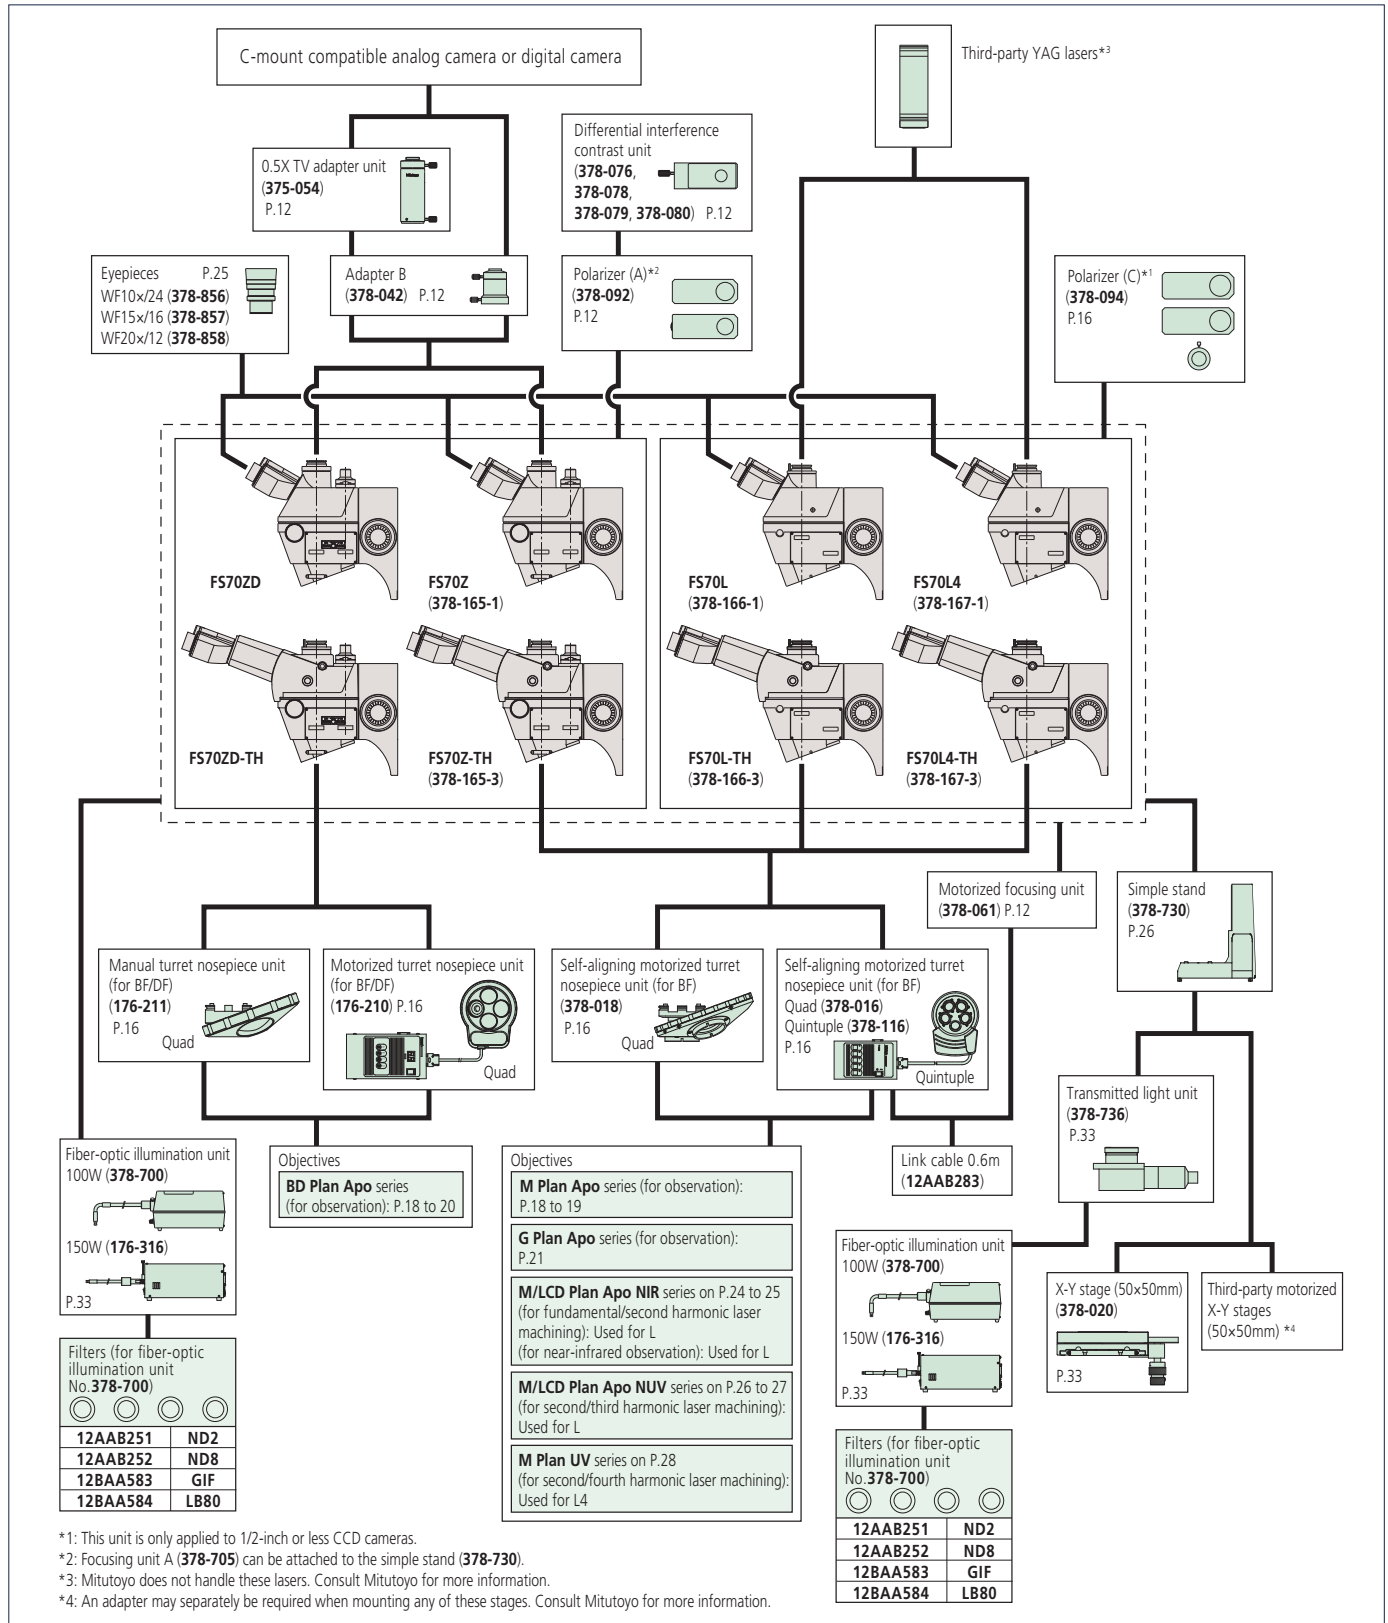 C-mount compatible analog camera or digital camera
Third-party YAG lasers*3
0.5X TV adapter unit
(375-054)
P.12
Differential interference
contrast unit
(378-076,
378-078,
378-079, 378-080) P.12
Eyepieces P.25
WF10×/24 (378-856)
WF15×/16 (378-857)
WF20×/12 (378-858)
Adapter B
(378-042) P.12
Polarizer (A)*2
(378-092)
P.12
Polarizer (C)*1
(378-094)
P.16
FS70ZD
FS70Z
(378-165-1)
FS70L
(378-166-1)
FS70L4
(378-167-1)
FS70ZD-TH
FS70Z-TH
(378-165-3)
FS70L-TH
(378-166-3)
FS70L4-TH
(378-167-3)
Motorized focusing unit
(378-061) P.12
Simple stand
(378-730)
P.26
Manual turret nosepiece unit
(for BF/DF)
(176-211)
P.16
Quad
Motorized turret nosepiece unit
(for BF/DF)
(176-210) P.16
Quad
Self-aligning motorized turret
nosepiece unit (for BF)
(378-018)
P.16
Quad
Self-aligning motorized turret
nosepiece unit (for BF)
Quad (378-016)
Quintuple (378-116)
P.16
Quintuple
Transmitted light unit
(378-736)
P.33
Fiber-optic illumination unit
100W (378-700)
150W (176-316)
P.33
Objectives
BD Plan Apo series
(for observation): P.18 to 20
Objectives
M Plan Apo series (for observation):
P.18 to 19
G Plan Apo series (for observation):
P.21
M/LCD Plan Apo NIR series on P.24 to 25
(for fundamental/second harmonic laser
machining): Used for L
(for near-infrared observation): Used for L
M/LCD Plan Apo NUV series on P.26 to 27
(for second/third harmonic laser machining):
Used for L
M Plan UV series on P.28
(for second/fourth harmonic laser machining):
Used for L4
Link cable 0.6m
(12AAB283)
Fiber-optic illumination unit
100W (378-700)
150W (176-316)
P.33
X-Y stage (50×50mm)
(378-020)
P.33
Third-party motorized
X-Y stages
(50×50mm) *4
Filters (for fiber-optic
illumination unit
No.378-700)
12AAB251 ND2
12AAB252 ND8
12BAA583 GIF
12BAA584 LB80
Filters (for fiber-optic
illumination unit
No.378-700)
12AAB251 ND2
12AAB252 ND8
12BAA583 GIF
12BAA584 LB80
*1: This unit is only applied to 1/2-inch or less CCD cameras.
*2: Focusing unit A (378-705) can be attached to the simple stand (378-730).
*3: Mitutoyo does not handle these lasers. Consult Mitutoyo for more information.
*4: An adapter may separately be required when mounting any of these stages. Consult Mitutoyo for more information.